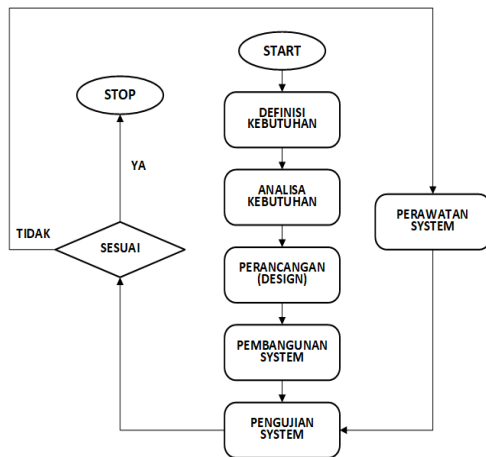 START
STOP
DEFINISI
KEBUTUHAN
YA
ANALISA
KEBUTUHAN
TIDAK
SESUAI
PERAWATAN
SYSTEM
PERANCANGAN
(DESIGN)
PEMBANGUNAN
SYSTEM
PENGUJIAN
SYSTEM